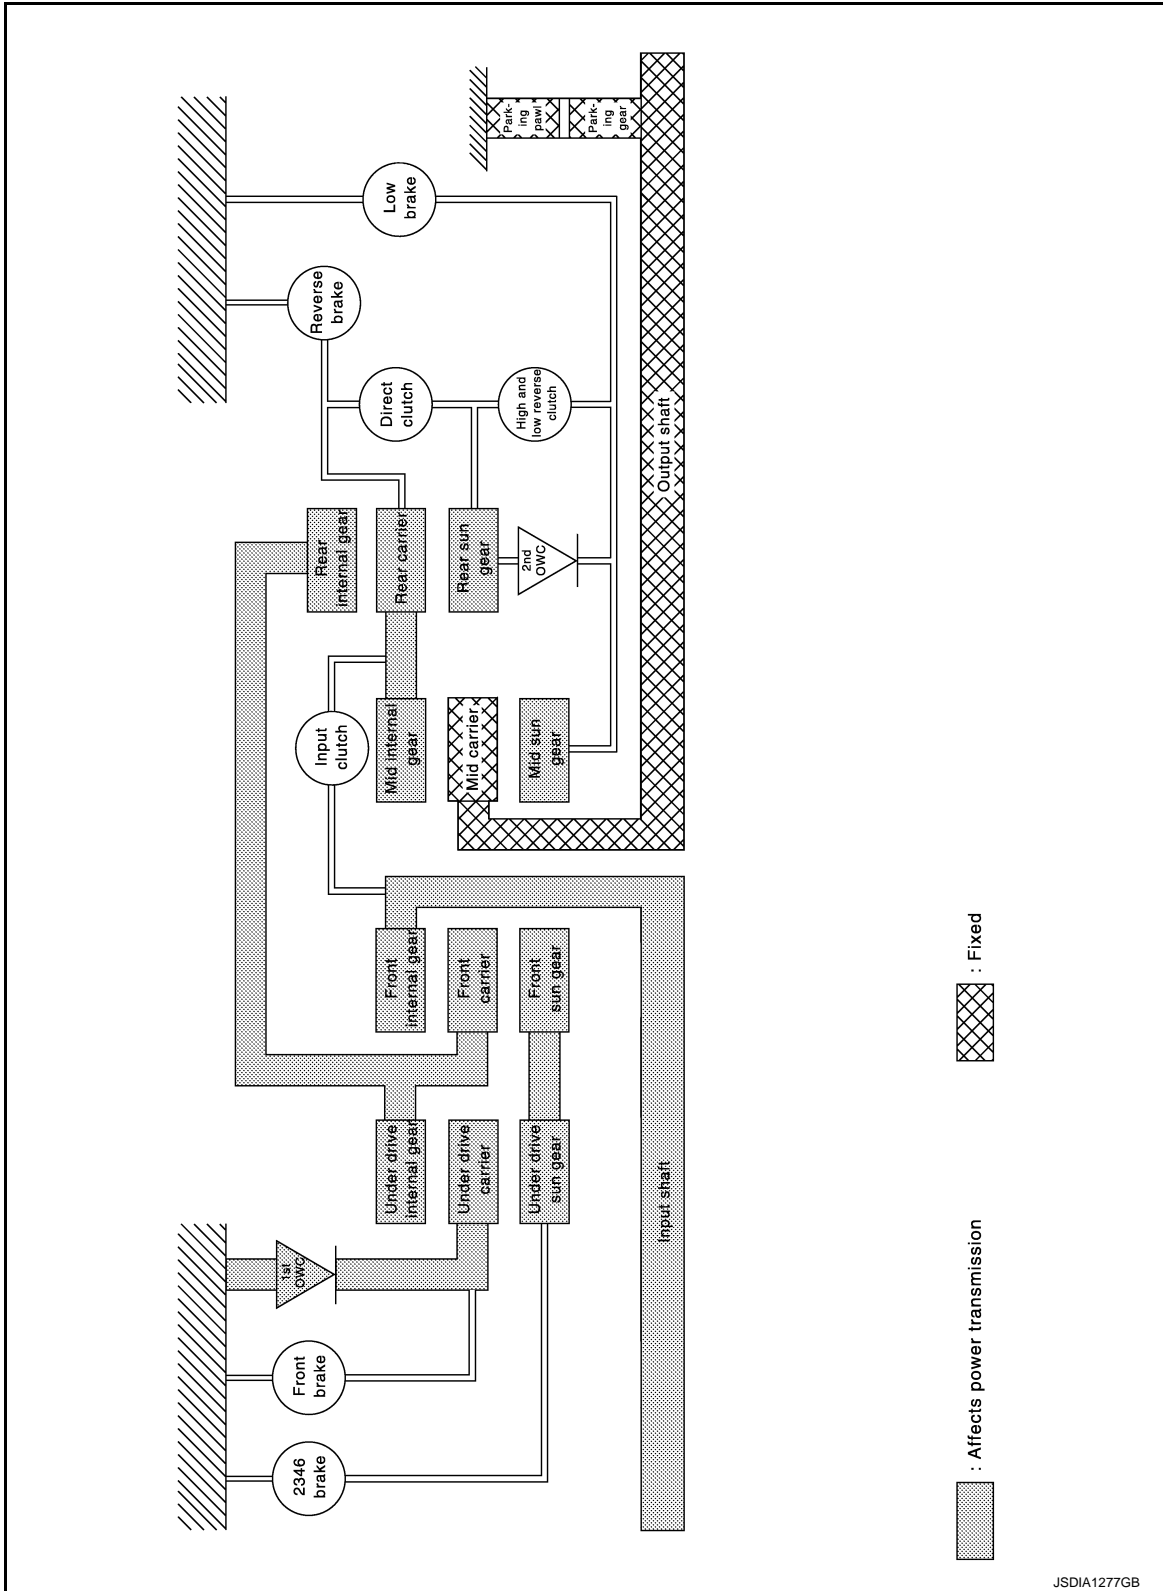 2346
brake
Front
brake
1st
OWC
Under drive
internal gear
Under drive
carrier
Under drive
sun gear
Input shaft
Front
internal gear
Front
carrier
Front
sun gear
Input
clutch
Mid internal
gear
Mid carrier
Mid sun
gear
Rear
internal gear
Rear carrier
Rear sun
gear
2nd
OWC
Direct
clutch
High and
low reverse
clutch
Reverse
brake
Low
brake
Output shaft
Park-
ing
pawl
Park-
ing
gear
: Affects power transmission
: Fixed
JSDIA1277GB